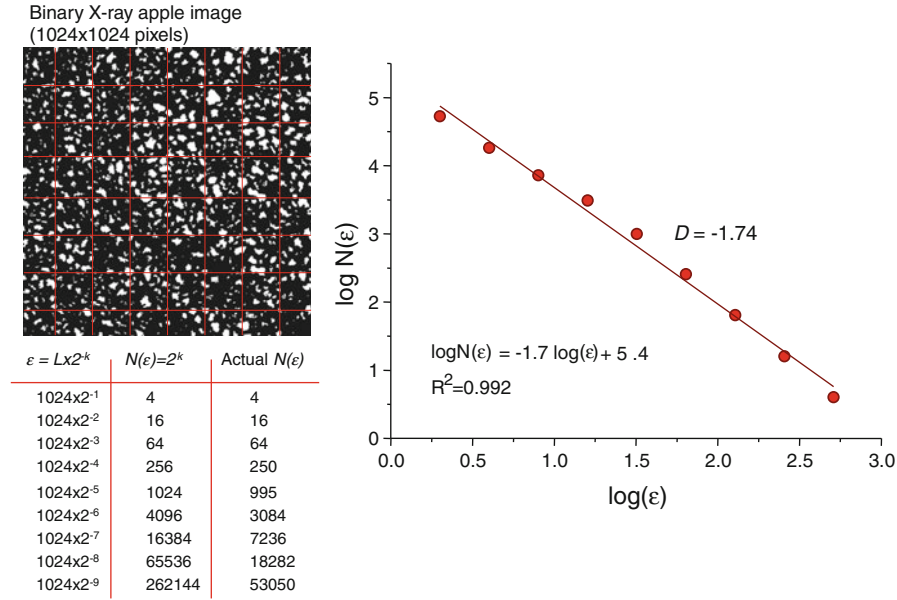 Binary X-ray apple image
(1024x1024 pixels)
ε = Lx2⁻ᵏ N(ε)=2ᵏ Actual N(ε)
1024x2⁻¹ 4 4
1024x2⁻² 16 16
1024x2⁻³ 64 64
1024x2⁻⁴ 256 250
1024x2⁻⁵ 1024 995
1024x2⁻⁶ 4096 3084
1024x2⁻⁷ 16384 7236
1024x2⁻⁸ 65536 18282
1024x2⁻⁹ 262144 53050
log N(ε)
5
4
3
2
1
0
D = -1.74
logN(ε) = -1.7 log(ε)+ 5 .4
R²=0.992
0.0 0.5 1.0 1.5 2.0 2.5 3.0
log(ε)